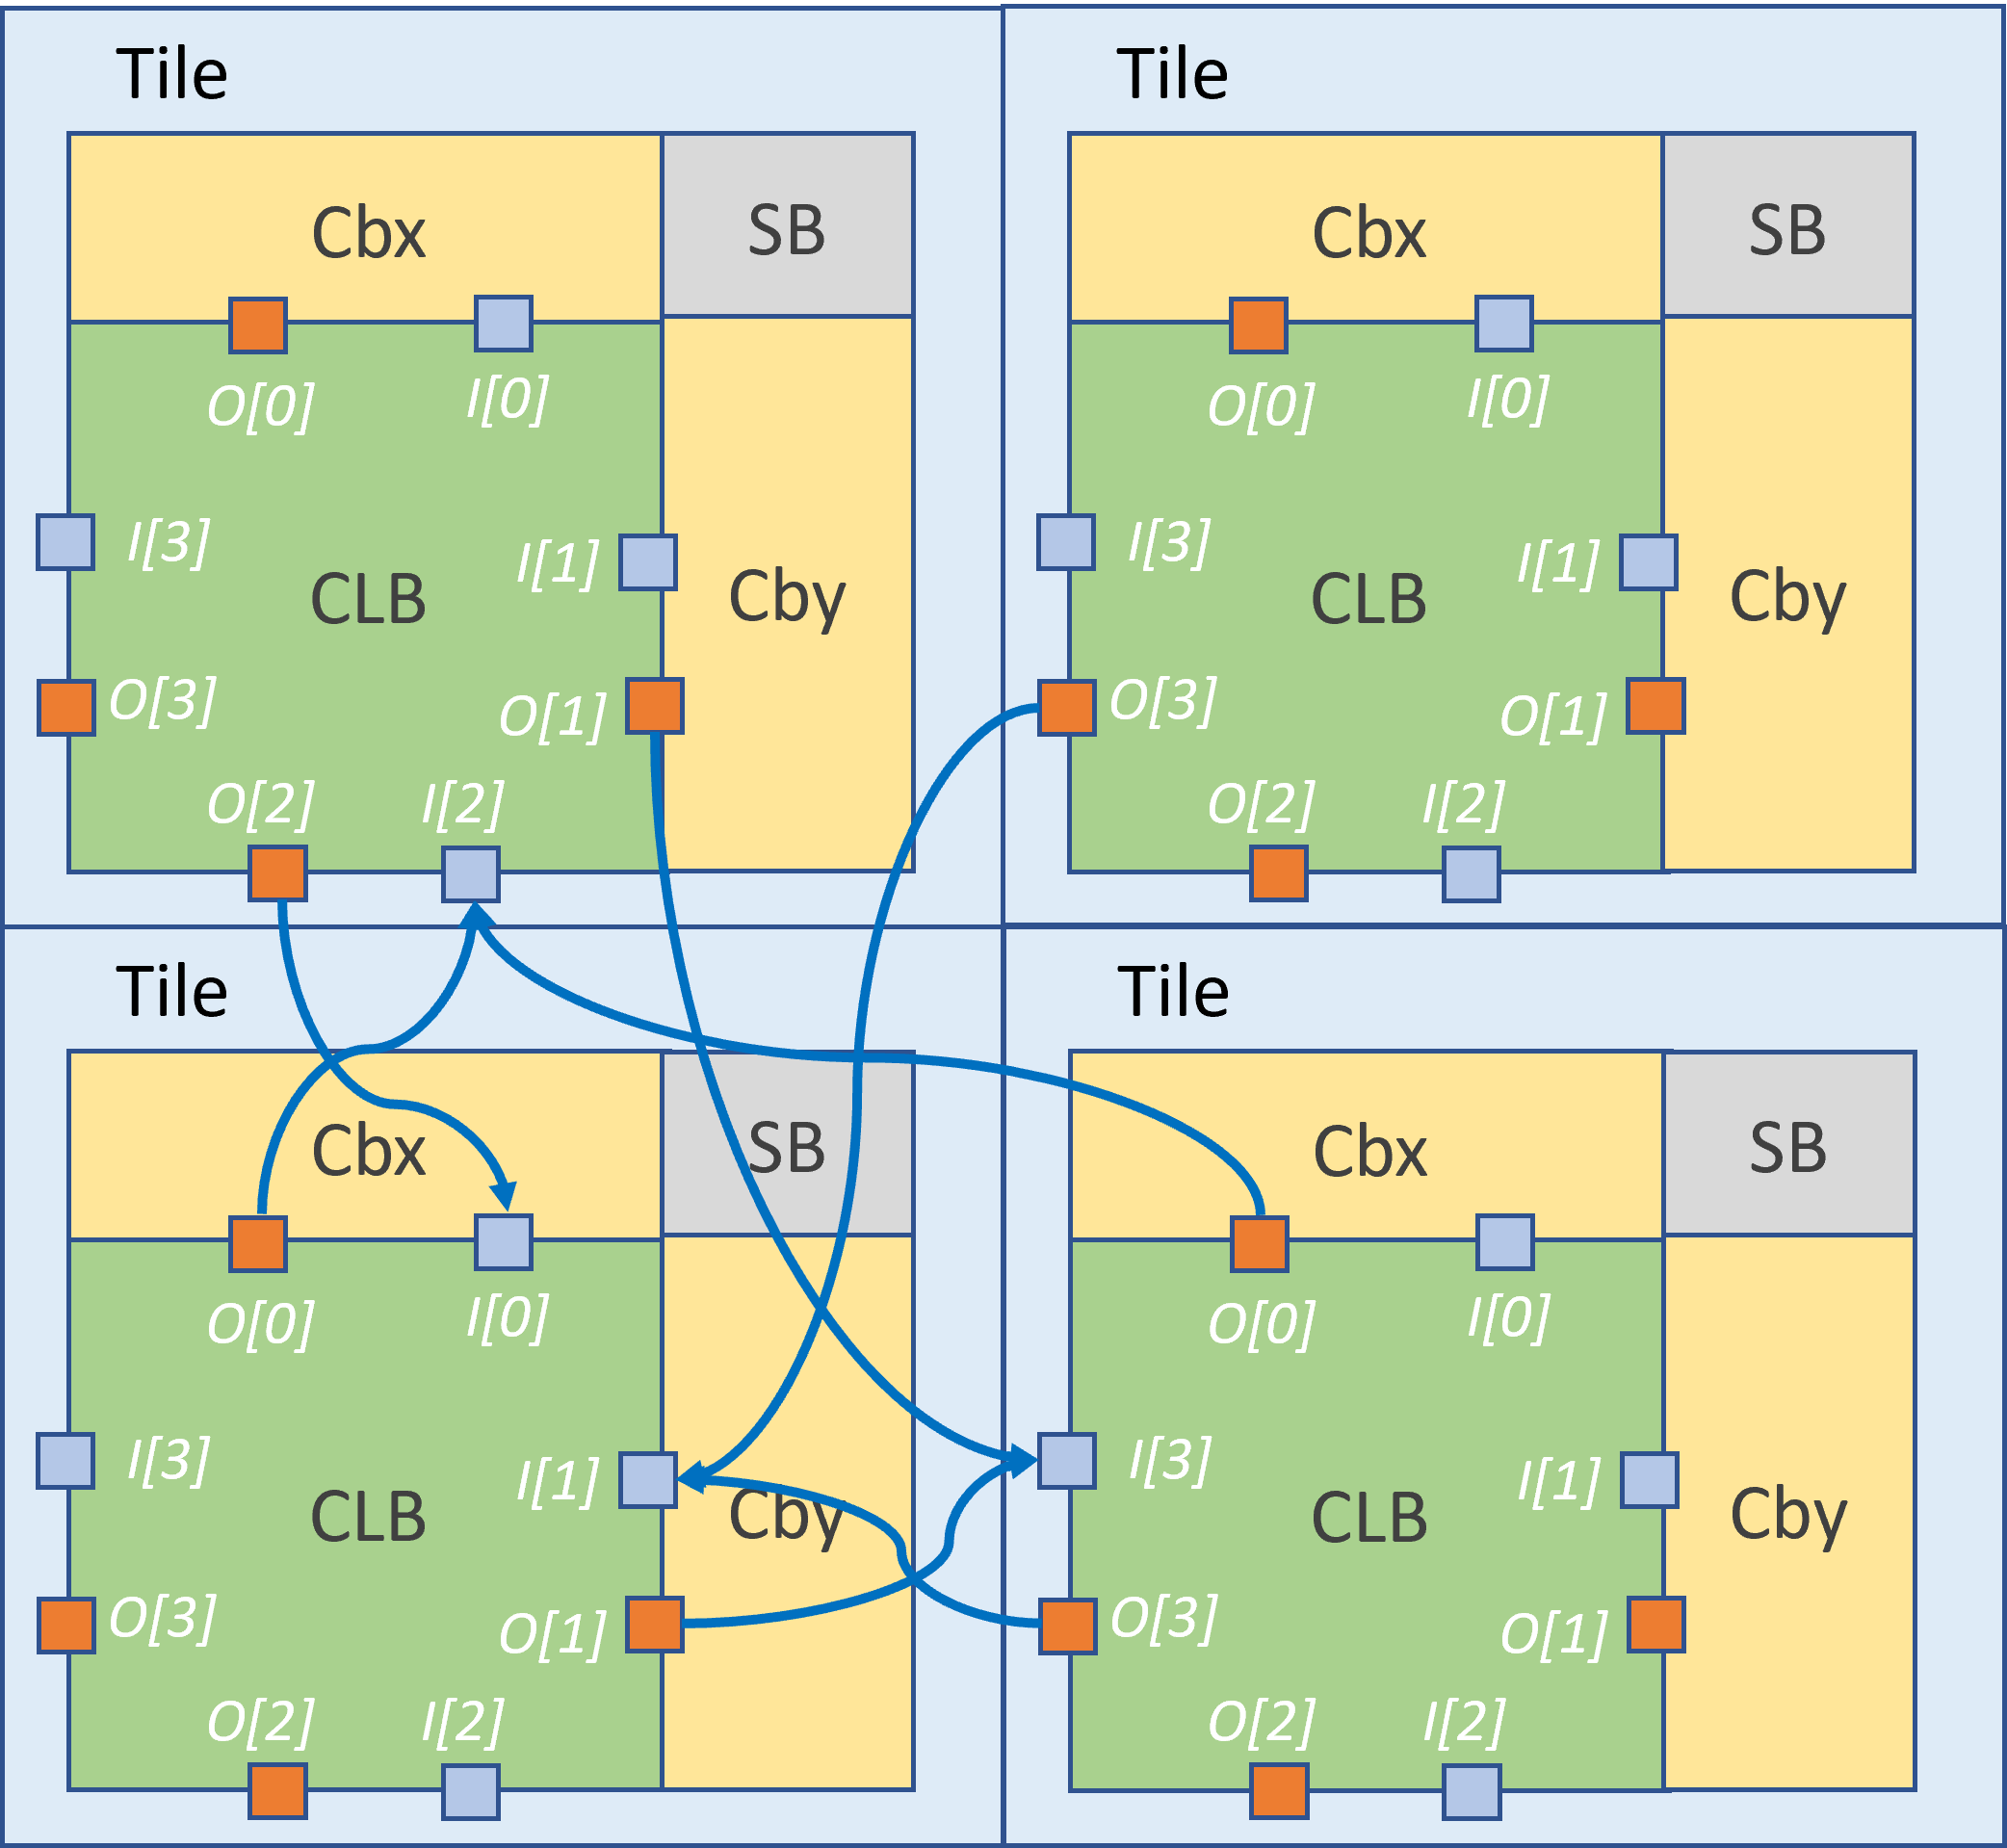 Tile
Cbx
SB
O[0]
I[0]
I[3]
I[1]
CLB
Cby
O[3]
O[1]
O[2]
I[2]
Tile
Cbx
SB
O[0]
I[0]
I[3]
I[1]
CLB
Cby
O[3]
O[1]
O[2]
I[2]
Tile
Cbx
SB
O[0]
I[0]
I[3]
I[1]
CLB
Cby
O[3]
O[1]
O[2]
I[2]
Tile
Cbx
SB
O[0]
I[0]
I[3]
I[1]
CLB
Cby
O[3]
O[1]
O[2]
I[2]